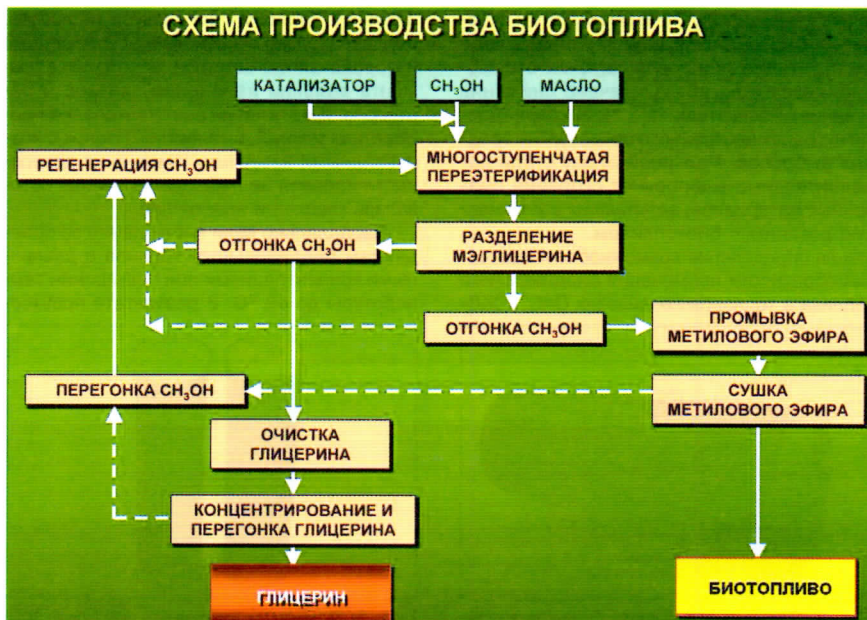 СХЕМА ПРОИЗВОДСТВА БИОТОПЛИВА
КАТАЛИЗАТОР
CH₃OH
МАСЛО
РЕГЕНЕРАЦИЯ CH₃OH
МНОГОСТУПЕНЧАТАЯ
ПЕРЕЭТЕРИФИКАЦИЯ
ОТГОНКА CH₃OH
РАЗДЕЛЕНИЕ
МЭ/ГЛИЦЕРИНА
ОТГОНКА CH₃OH
ПРОМЫВКА
МЕТИЛОВОГО ЭФИРА
ПЕРЕГОНКА CH₃OH
СУШКА
МЕТИЛОВОГО ЭФИРА
ОЧИСТКА
ГЛИЦЕРИНА
КОНЦЕНТРИРОВАНИЕ И
ПЕРЕГОНКА ГЛИЦЕРИНА
ГЛИЦЕРИН
БИОТОПЛИВО